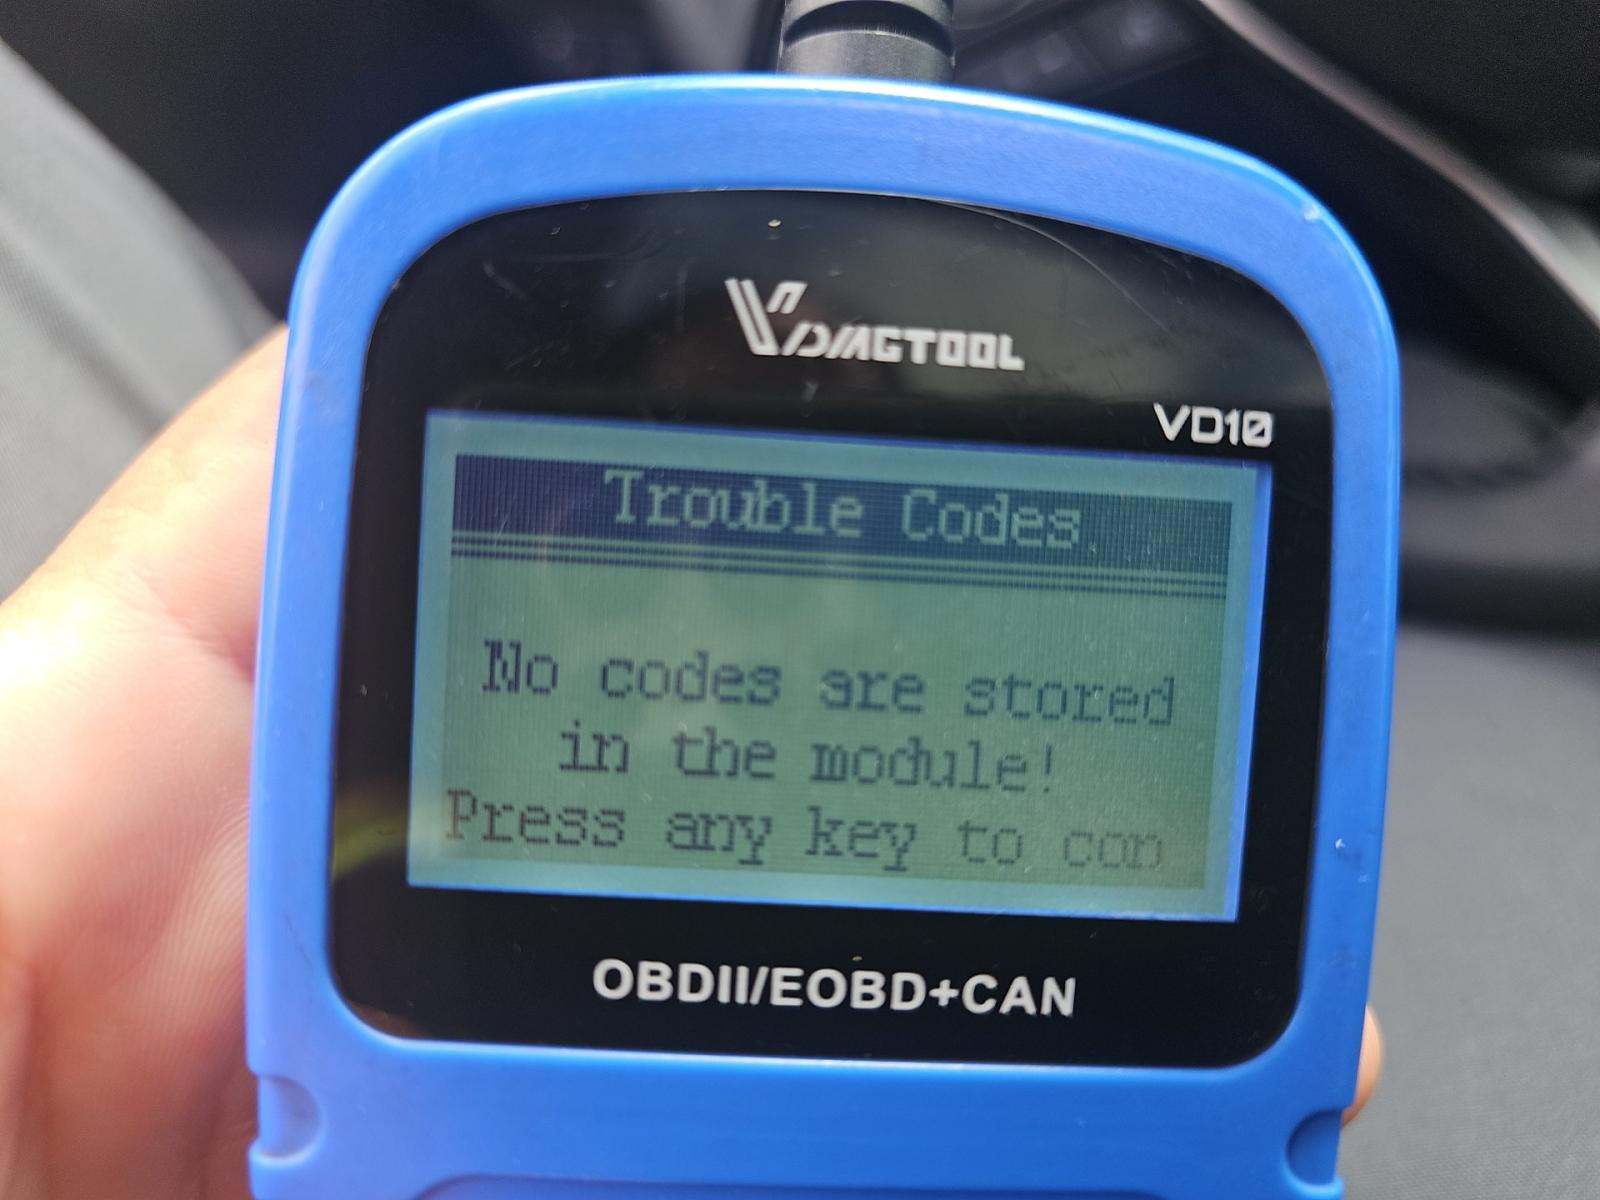 VDIAGTOOL
VD10
Trouble Codes
No codes are stored
in the module!
Press any key to con
OBDII/EOBD+CAN